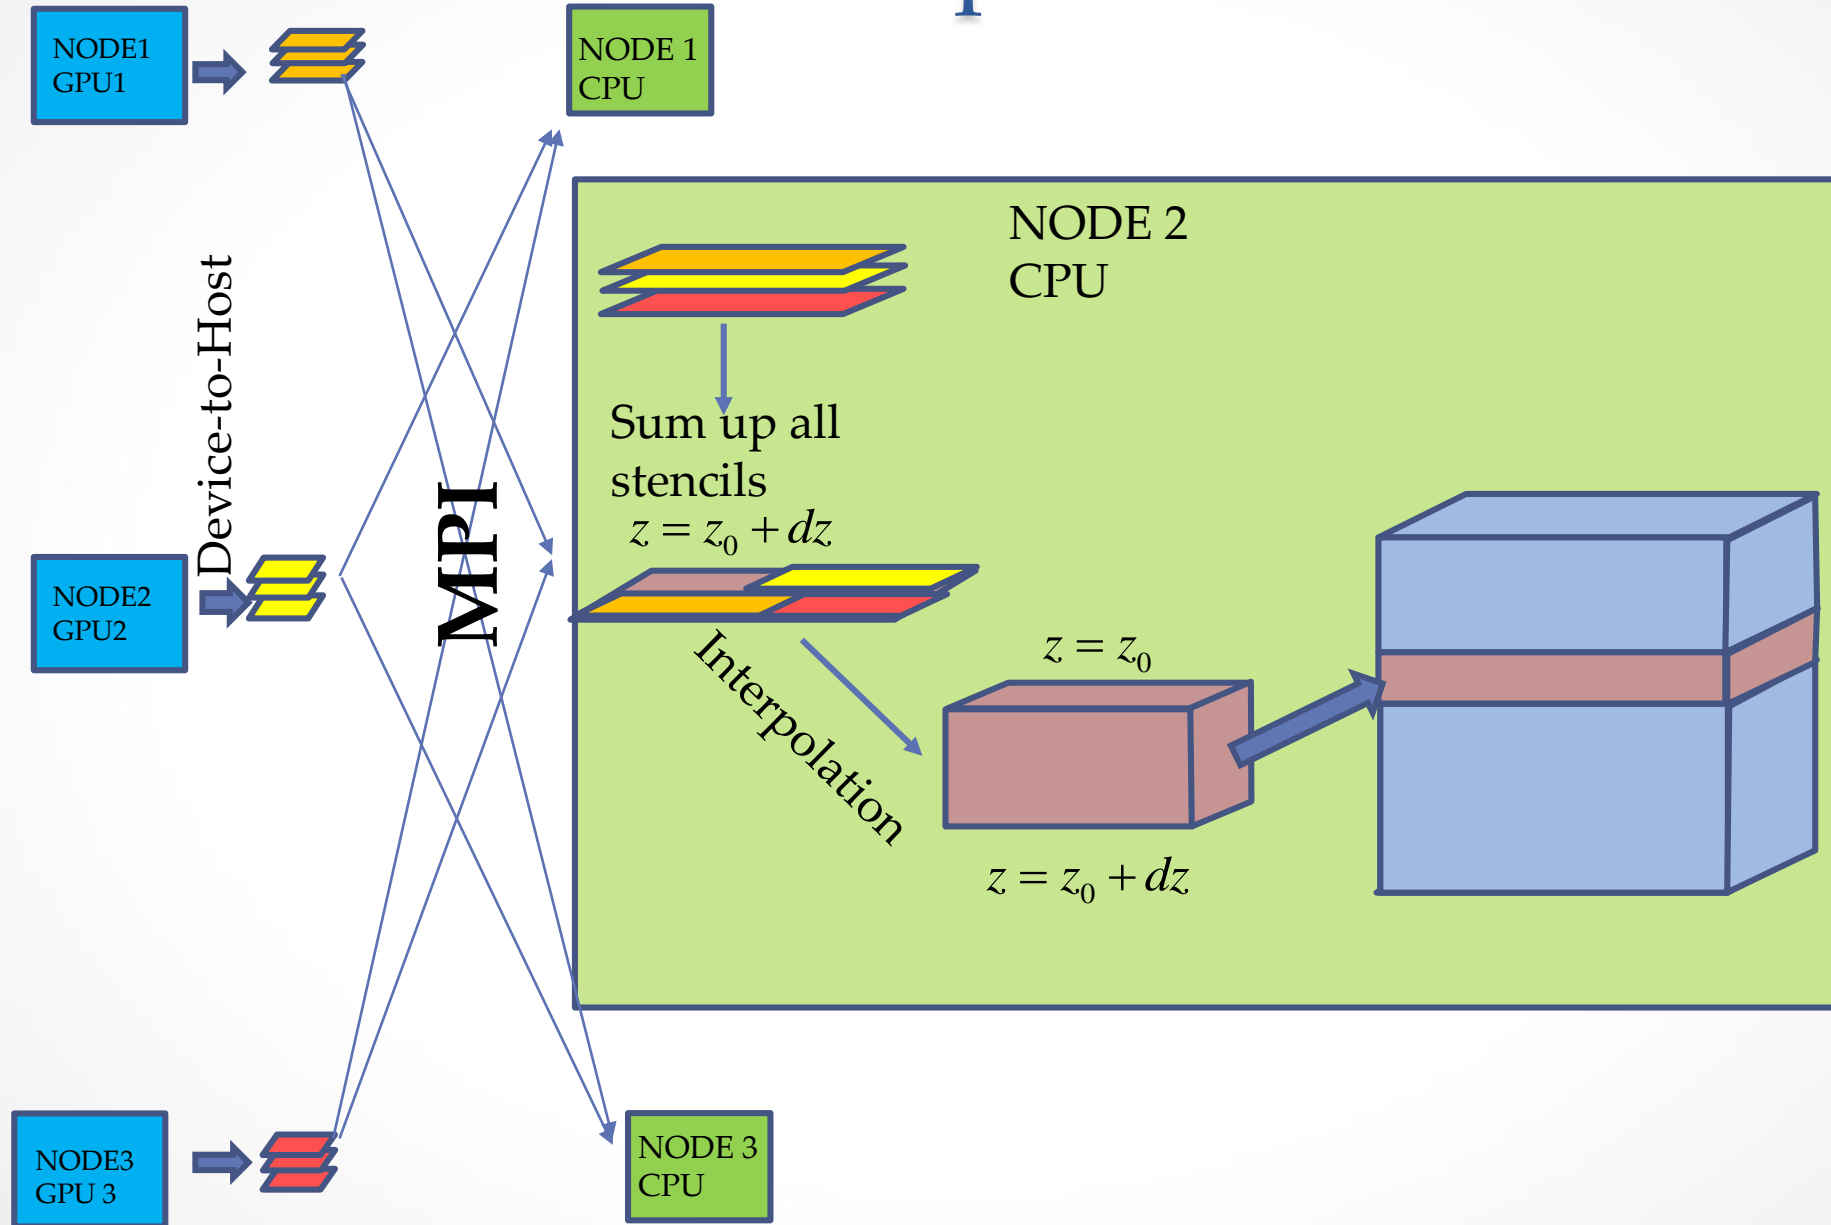 NODE1
GPU1
NODE 1
CPU
Device-to-Host
MPI
NODE 2
CPU
Sum up all
stencils
z = z₀ + dz
NODE2
GPU2
Interpolation
z = z₀
z = z₀ + dz
NODE3
GPU 3
NODE 3
CPU